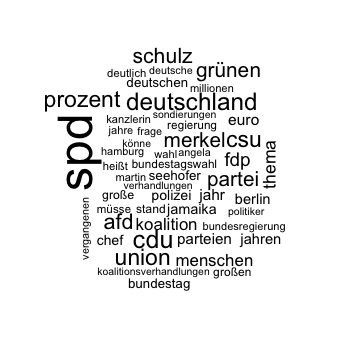 schulz
deutlich deutsche grünen
deutschen millionen
prozent deutschland
kanzlerin sondierungen euro
jahre frage regierung
spd
könne merkel csu
hamburg wahl angela fdp thema
heißt bundestagswahl
martin seehofer partei
verhandlungen
große polizei jahr berlin
müsse stand jamaika politiker
vergangenen
afd koalition bundesregierung
chef cdu parteien jahren
union menschen
koalitionsverhandlungen großen
bundestag